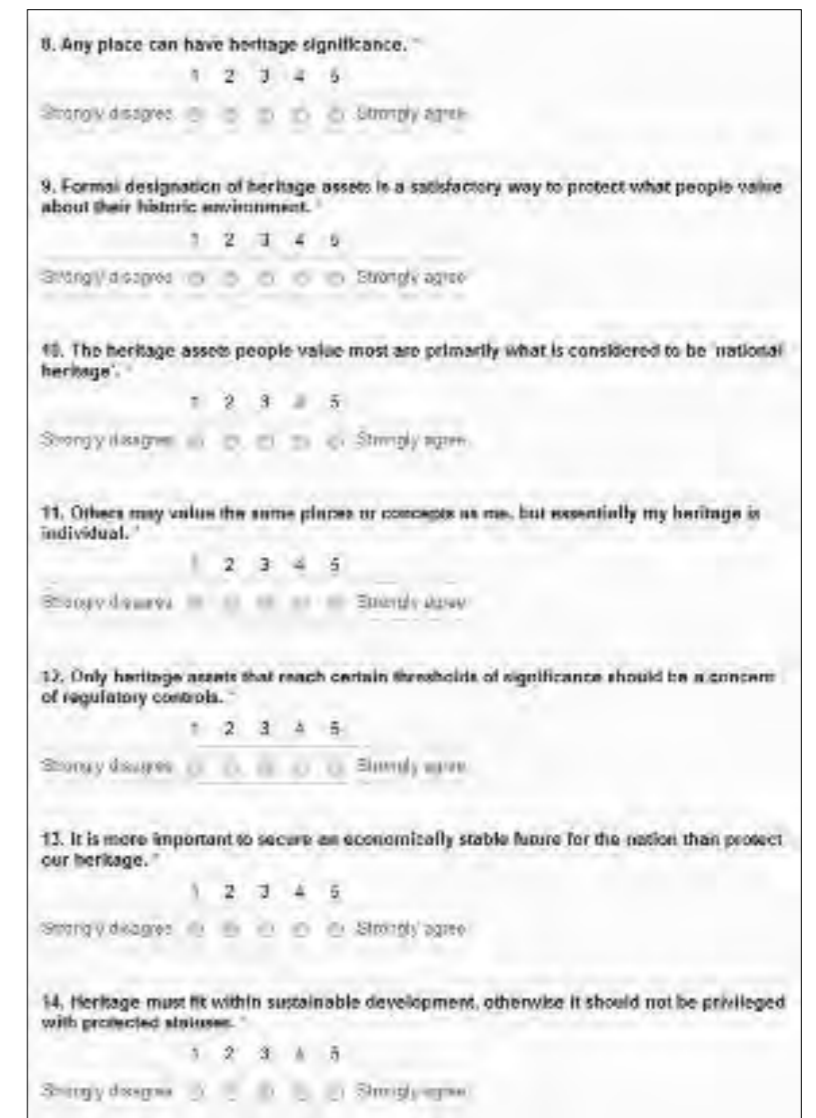 8. Any place can have heritage significance. *
1 2 3 4 5
Strongly disagree Strongly agree
9. Formal designation of heritage assets is a satisfactory way to protect what people value
about their historic environment. *
1 2 3 4 5
Strongly disagree Strongly agree
10. The heritage assets people value most are primarily what is considered to be 'national
heritage'. *
1 2 3 4 5
Strongly disagree Strongly agree
11. Others may value the same places or concepts as me, but essentially my heritage is
individual. *
1 2 3 4 5
Strongly disagree Strongly agree
12. Only heritage assets that reach certain thresholds of significance should be a concern
of regulatory controls. *
1 2 3 4 5
Strongly disagree Strongly agree
13. It is more important to secure an economically stable future for the nation than protect
our heritage. *
1 2 3 4 5
Strongly disagree Strongly agree
14. Heritage must fit within sustainable development, otherwise it should not be privileged
with protected statuses. *
1 2 3 4 5
Strongly disagree Strongly agree